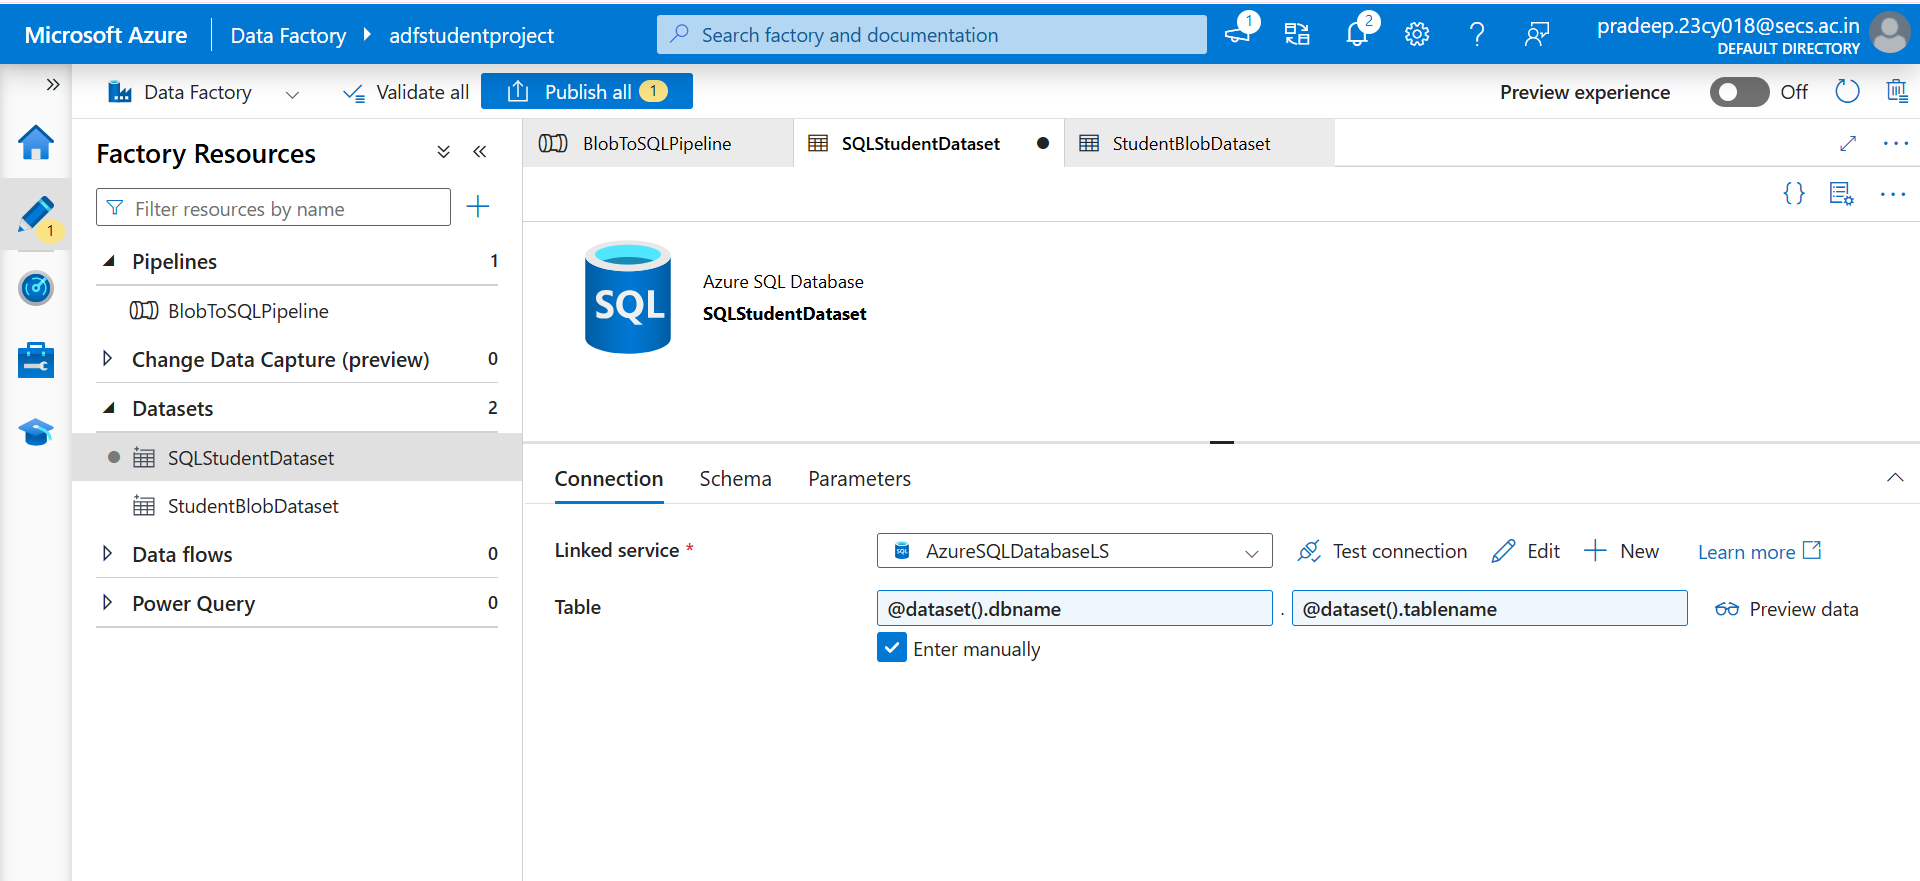 Microsoft Azure
Data Factory
adfstudentproject
Search factory and documentation
1
2
pradeep.23cy018@secs.ac.in
DEFAULT DIRECTORY
Data Factory
Validate all
Publish all 1
Preview experience
Off
1
Factory Resources
Filter resources by name
Pipelines 1
BlobToSQLPipeline
Change Data Capture (preview) 0
Datasets 2
SQLStudentDataset
StudentBlobDataset
Data flows 0
Power Query 0
BlobToSQLPipeline
SQLStudentDataset
StudentBlobDataset
{}
SQL
Azure SQL Database
SQLStudentDataset
Connection
Schema
Parameters
Linked service *
SQL
AzureSQLDatabaseLS
Test connection
Edit
New
Learn more
Table
@dataset().dbname
.
@dataset().tablename
Preview data
Enter manually